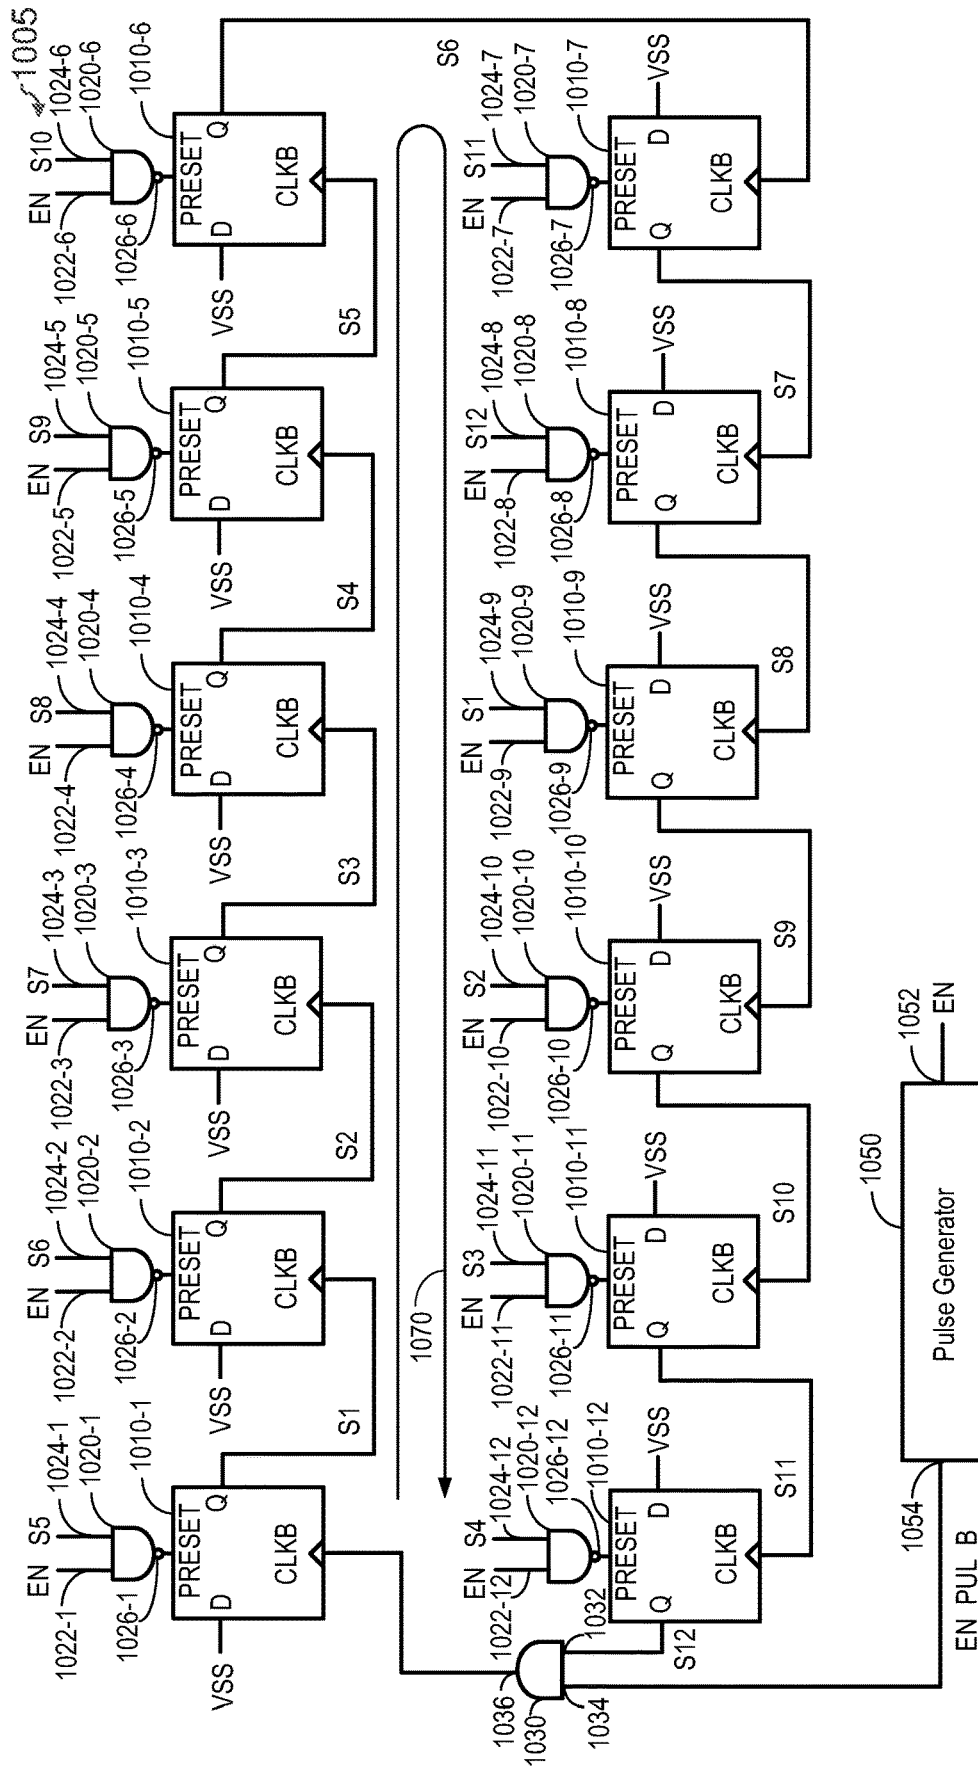 1005
EN
S5
1024-1
1020-1
1022-1
1026-1
1010-1
PRESET
D
Q
CLKB
VSS
S1
EN
S6
1024-2
1020-2
1022-2
1026-2
1010-2
PRESET
D
Q
CLKB
VSS
S2
EN
S7
1024-3
1020-3
1022-3
1026-3
1010-3
PRESET
D
Q
CLKB
VSS
S3
EN
S8
1024-4
1020-4
1022-4
1026-4
1010-4
PRESET
D
Q
CLKB
VSS
S4
EN
S9
1024-5
1020-5
1022-5
1026-5
1010-5
PRESET
D
Q
CLKB
VSS
S5
EN
S10
1024-6
1020-6
1022-6
1026-6
1010-6
PRESET
D
Q
CLKB
VSS
S6
1070
1036
1030
1034
1032
S12
EN
S4
1024-12
1020-12
1022-12
1026-12
1010-12
PRESET
Q
D
CLKB
VSS
S11
EN
S3
1024-11
1020-11
1022-11
1026-11
1010-11
PRESET
Q
D
CLKB
VSS
S10
EN
S2
1024-10
1020-10
1022-10
1026-10
1010-10
PRESET
Q
D
CLKB
VSS
S9
EN
S1
1024-9
1020-9
1022-9
1026-9
1010-9
PRESET
Q
D
CLKB
VSS
S8
EN
S12
1024-8
1020-8
1022-8
1026-8
1010-8
PRESET
Q
D
CLKB
VSS
S7
EN
S11
1024-7
1020-7
1022-7
1026-7
1010-7
PRESET
Q
D
CLKB
VSS
EN PUL B
1054
1050
Pulse Generator
1052
EN